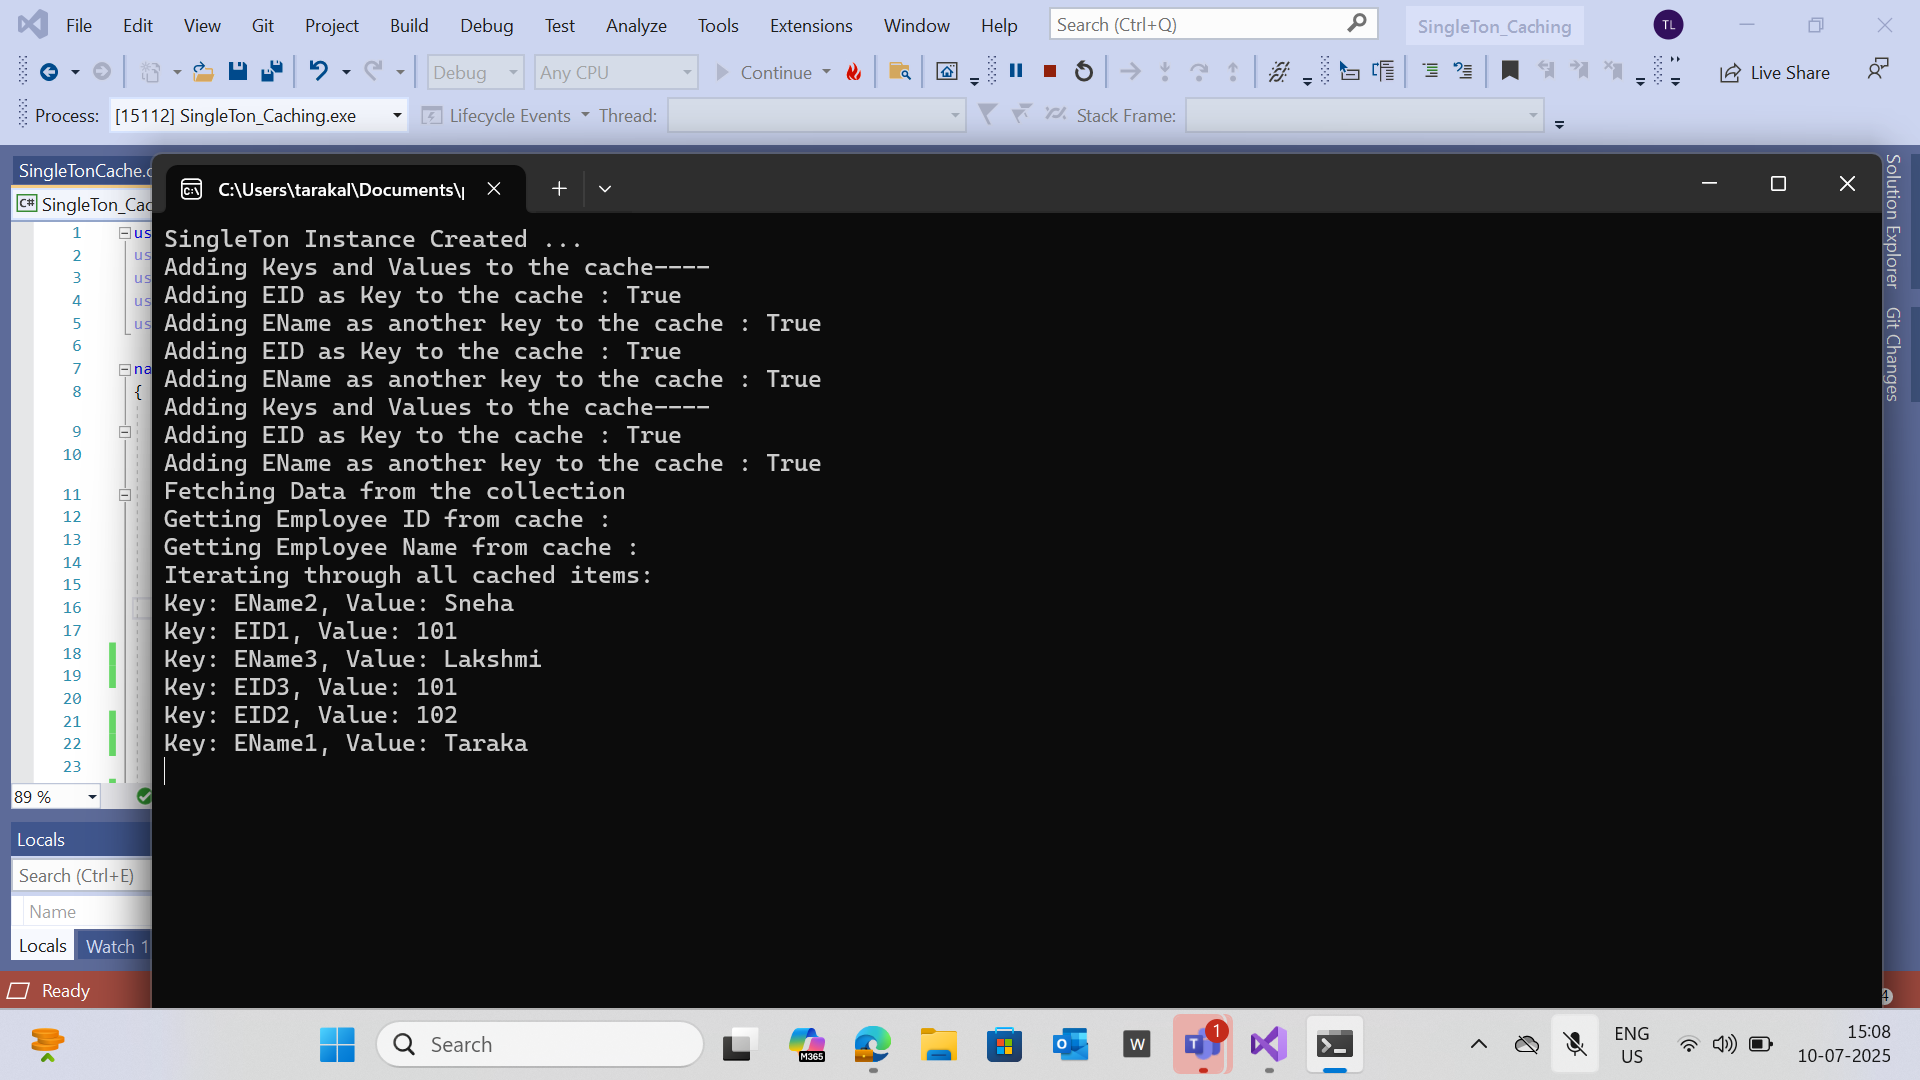 File Edit View Git Project Build Debug Test Analyze Tools Extensions Window Help Search (Ctrl+Q) SingleTon_Caching TL
Debug Any CPU Continue Live Share
Process: [15112] SingleTon_Caching.exe Lifecycle Events Thread: Stack Frame:
SingleTonCache.c
C:\Users\tarakal\Documents\
C# SingleTon_Cac
1 us
2 us
3 us
4 us
5 us
6
7 na
8 {
9
10
11
12
13
14
15
16
17
18
19
20
21
22
23
89 %
SingleTon Instance Created ...
Adding Keys and Values to the cache----
Adding EID as Key to the cache : True
Adding EName as another key to the cache : True
Adding EID as Key to the cache : True
Adding EName as another key to the cache : True
Adding Keys and Values to the cache----
Adding EID as Key to the cache : True
Adding EName as another key to the cache : True
Fetching Data from the collection
Getting Employee ID from cache :
Getting Employee Name from cache :
Iterating through all cached items:
Key: EName2, Value: Sneha
Key: EID1, Value: 101
Key: EName3, Value: Lakshmi
Key: EID3, Value: 101
Key: EID2, Value: 102
Key: EName1, Value: Taraka
Solution Explorer
Git Changes
Locals
Search (Ctrl+E)
Name
Locals Watch 1
Ready
Search M365 W T 1 ENG US
15:08
10-07-2025